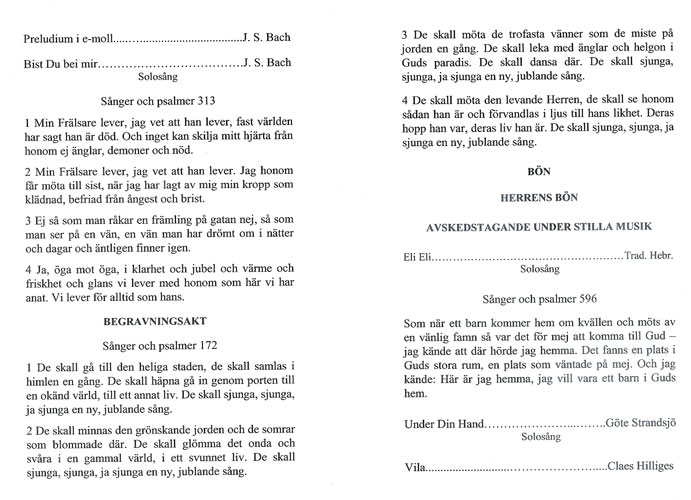 Preludium i e-moll.....…............................J. S. Bach
Bist Du bei mir……………………………...J. S. Bach
Solosång
Sånger och psalmer 313
1 Min Frälsare lever, jag vet att han lever, fast världen
har sagt han är död. Och inget kan skilja mitt hjärta från
honom ej änglar, demoner och nöd.
2 Min Frälsare lever, jag vet att han lever. Jag honom
får möta till sist, när jag har lagt av mig min kropp som
klädnad, befriad från ångest och brist.
3 Ej så som man råkar en främling på gatan nej, så som
man ser på en vän, en vän man har drömt om i nätter
och dagar och äntligen finner igen.
4 Ja, öga mot öga, i klarhet och jubel och värme och
friskhet och glans vi lever med honom som här vi har
anat. Vi lever för alltid som hans.
BEGRAVNINGSAKT
Sånger och psalmer 172
1 De skall gå till den heliga staden, de skall samlas i
himlen en gång. De skall häpna gå in genom porten till
en okänd värld, till ett annat liv. De skall sjunga, sjunga,
ja sjunga en ny, jublande sång.
2 De skall minnas den grönskande jorden och de somrar
som blommade där. De skall glömma det onda och
svåra i en gammal värld, i ett svunnet liv. De skall
sjunga, sjunga, ja sjunga en ny, jublande sång.
3 De skall möta de trofasta vänner som de miste på
jorden en gång. De skall leka med änglar och helgon i
Guds paradis. De skall dansa där. De skall sjunga,
sjunga, ja sjunga en ny, jublande sång.
4 De skall möta den levande Herren, de skall se honom
sådan han är och förvandlas i ljus till hans likhet. Deras
hopp han var, deras liv han är. De skall sjunga, sjunga, ja
sjunga en ny, jublande sång.
BÖN
HERRENS BÖN
AVSKEDSTAGANDE UNDER STILLA MUSIK
Eli Eli.………………………………………Trad. Hebr.
Solosång
Sånger och psalmer 596
Som när ett barn kommer hem om kvällen och möts av
en vänlig famn så var det för mej att komma till Gud –
jag kände att där hörde jag hemma. Det fanns en plats i
Guds stora rum, en plats som väntade på mej. Och jag
kände: Här är jag hemma, jag vill vara ett barn i Guds
hem.
Under Din Hand…………………...……Göte Strandsjö
Solosång
Vila..............................................…....Claes Hilliges